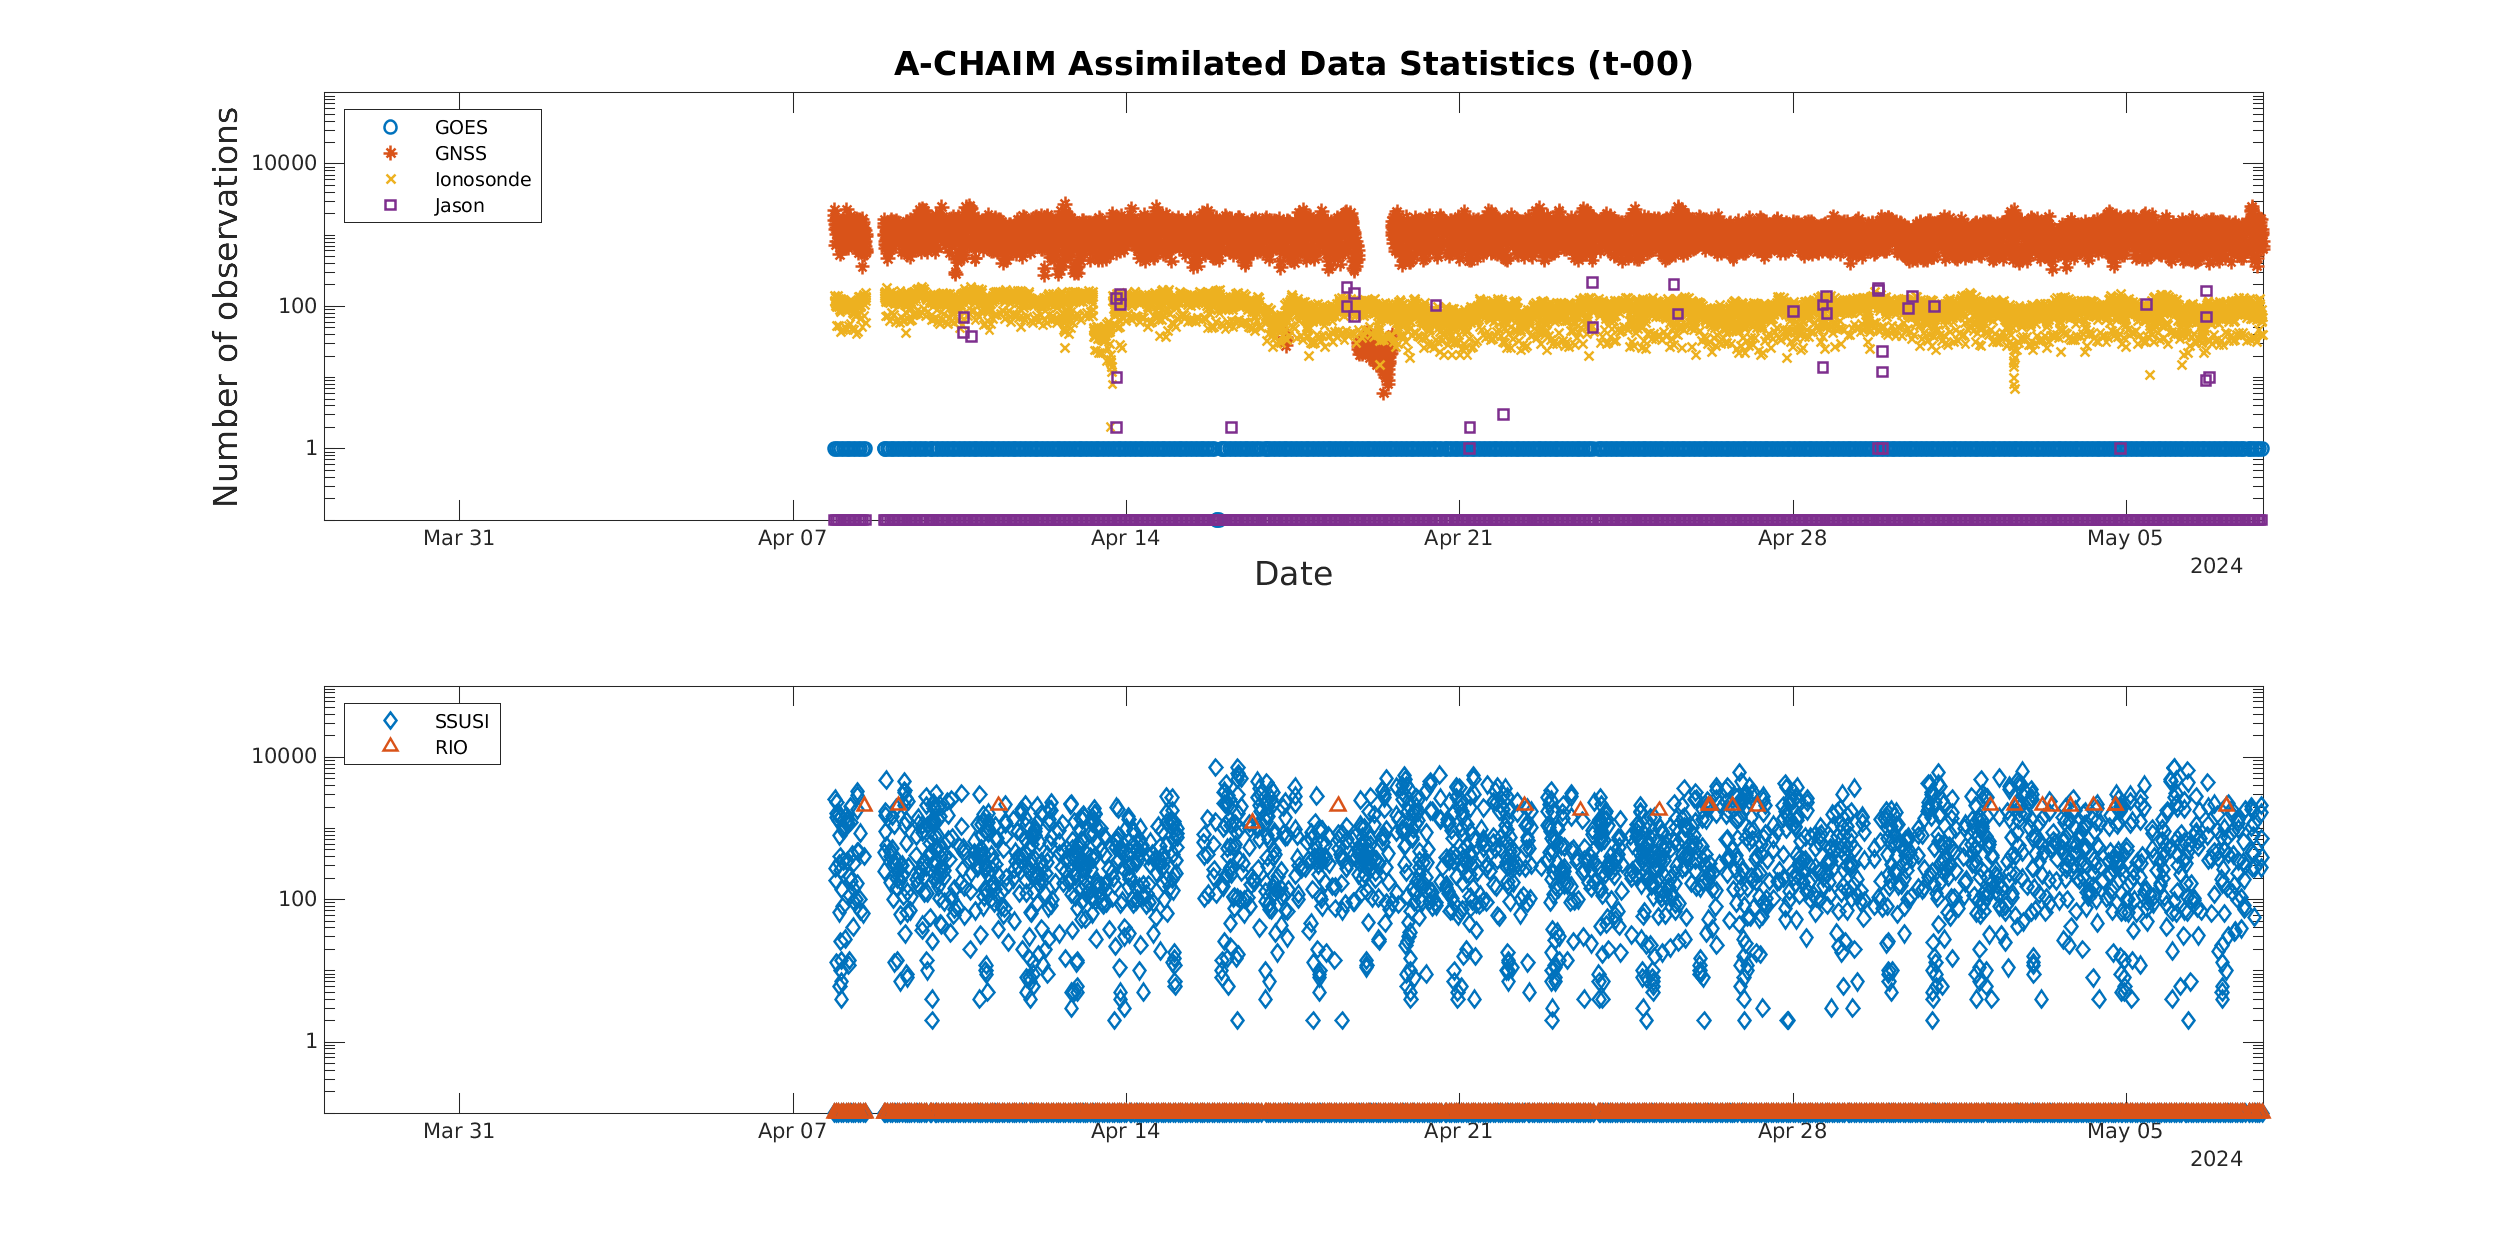 A-CHAIM Assimilated Data Statistics (t-00)
Number of observations
10000
100
1
GOES
GNSS
Ionosonde
Jason
Mar 31
Apr 07
Apr 14
Apr 21
Apr 28
May 05
2024
Date
10000
100
1
SSUSI
RIO
Mar 31
Apr 07
Apr 14
Apr 21
Apr 28
May 05
2024